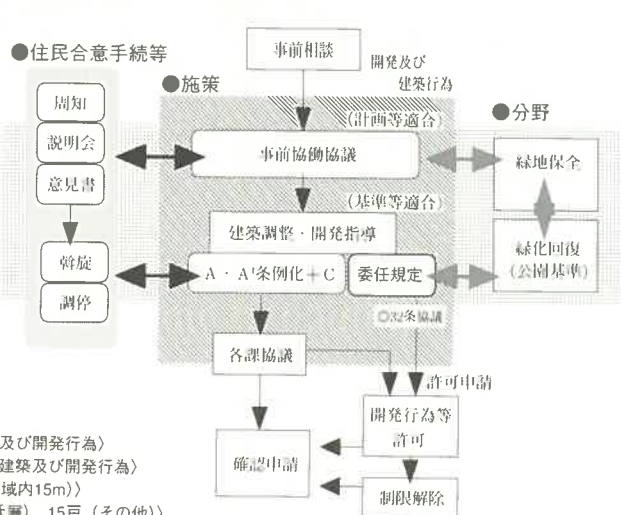 ●住民合意手続等
周知
説明会
意見書
斡旋
調停
●施策
事前相談
開発及び
建築行為
(計画等適合)
事前協働協議
(基準等適合)
建築調整・開発指導
A・A'条例化+C
委任規定
○32条協議
各課協議
許可申請
開発行為等
許可
確認申請
制限解除
●分野
緑地保全
緑化回復
(公園基準)
及び開発行為〉
建築及び開発行為〉
域内15m)〉
層) 15戸(その他)〉